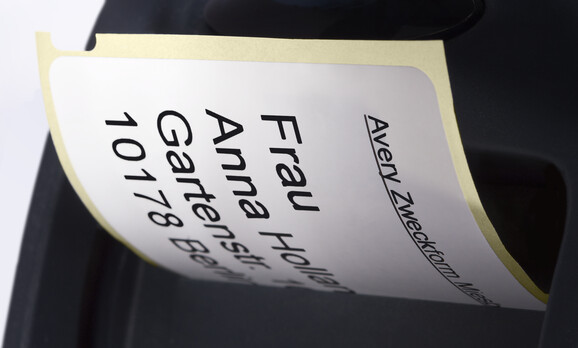 Avery Zweckform
Frau
Anna
Gartenstr.
10178